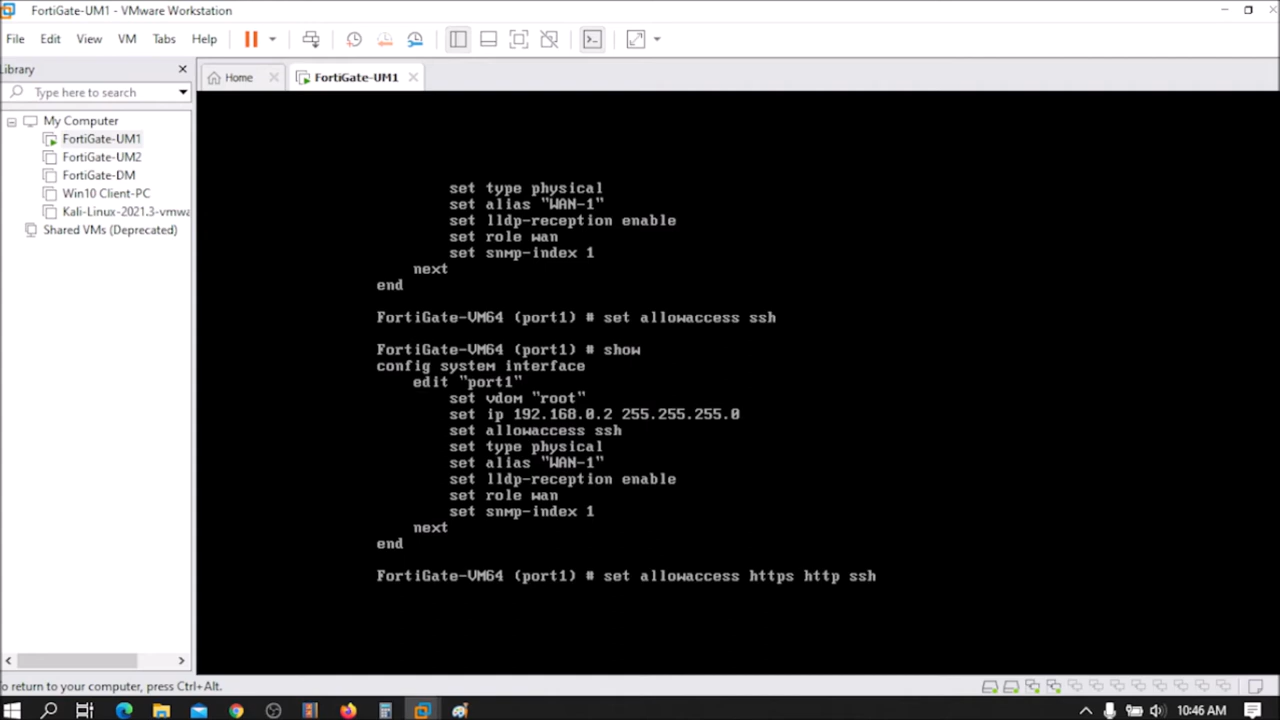 FortiGate-UM1 - VMware Workstation
File Edit View VM Tabs Help
Library
Home
FortiGate-UM1
Type here to search
My Computer
FortiGate-UM1
FortiGate-UM2
FortiGate-DM
Win10 Client-PC
Kali-Linux-2021.3-vmwa
Shared VMs (Deprecated)
set type physical
set alias "WAN-1"
set lldp-reception enable
set role wan
set snmp-index 1
next
end
FortiGate-VM64 (port1) # set allowaccess ssh
FortiGate-VM64 (port1) # show
config system interface
edit "port1"
set vdom "root"
set ip 192.168.0.2 255.255.255.0
set allowaccess ssh
set type physical
set alias "WAN-1"
set lldp-reception enable
set role wan
set snmp-index 1
next
end
FortiGate-VM64 (port1) # set allowaccess https http ssh
To return to your computer, press Ctrl+Alt.
10:46 AM